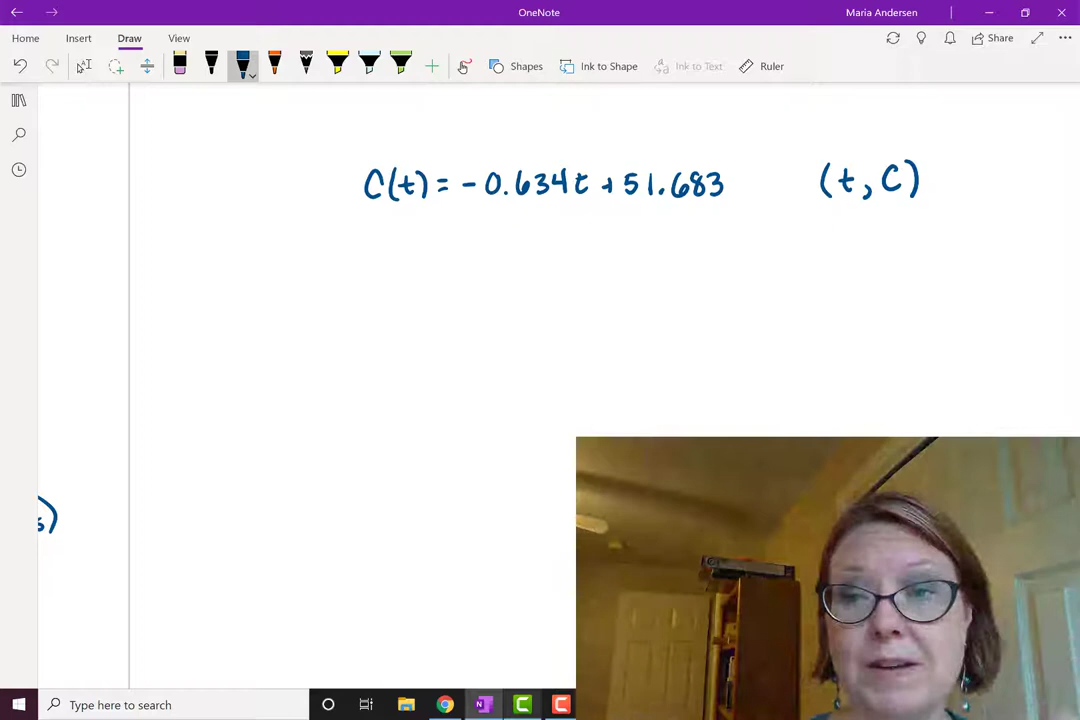 OneNote
Maria Andersen
Home Insert Draw View
Share
Shapes Ink to Shape Ink to Text Ruler
C(t) = -0.634t + 51.683 (t, C)
s)
Type here to search